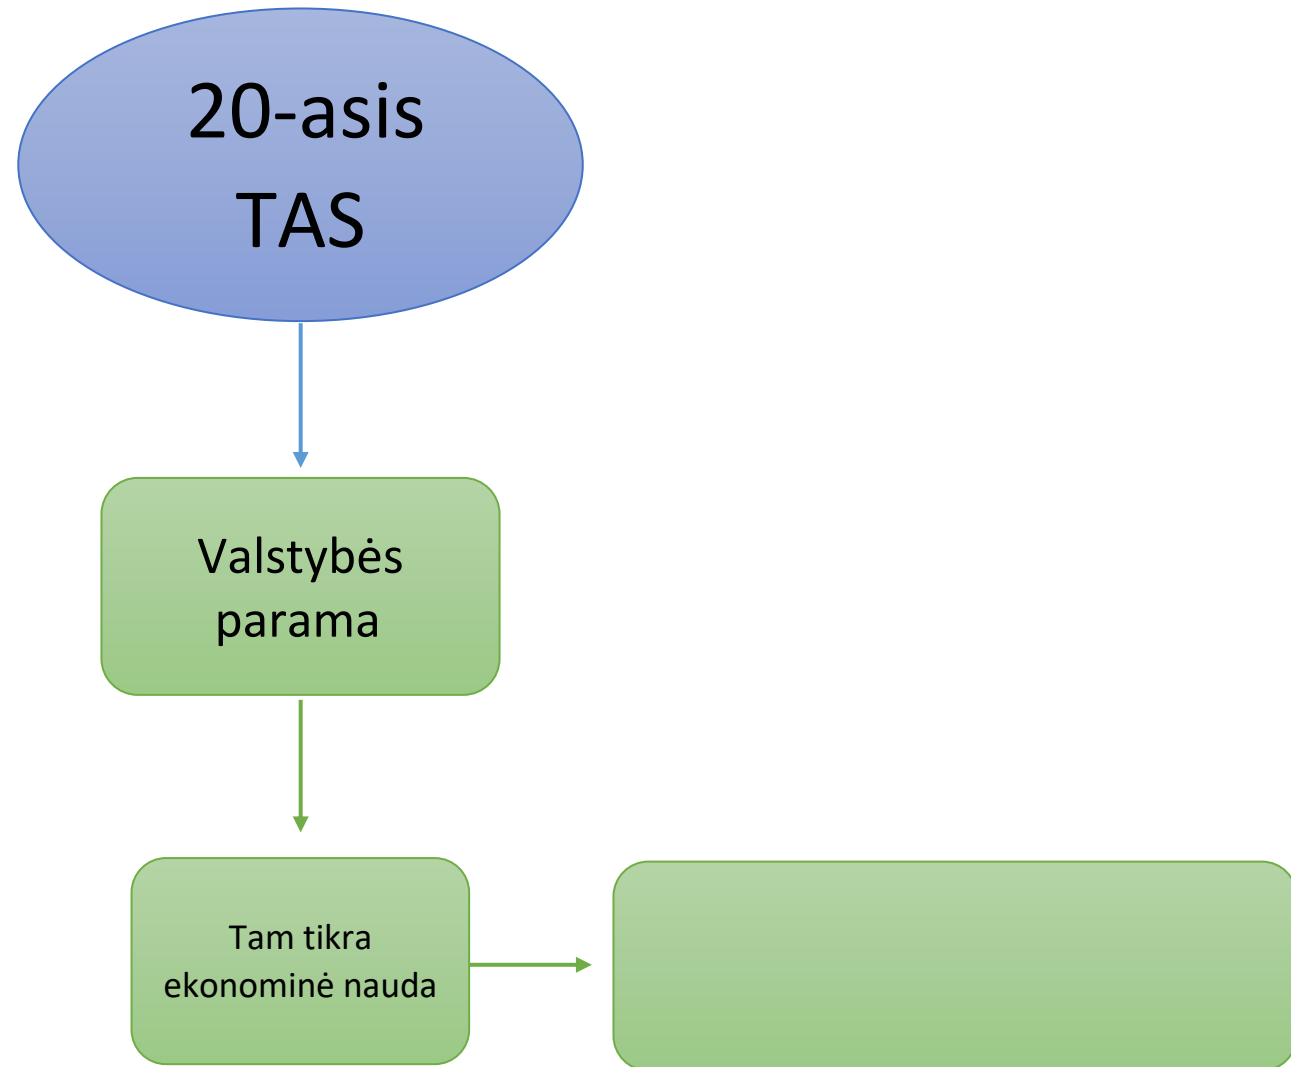 20-asis
TAS
Valstybės
parama
Tam tikra
ekonominė nauda